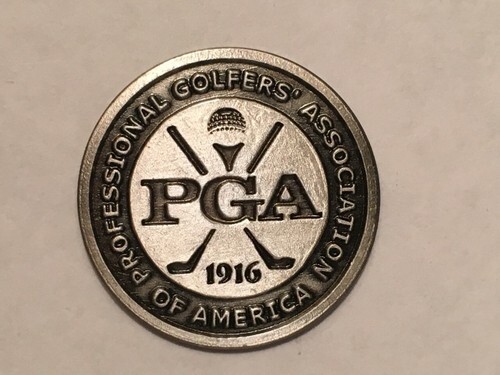 PROFESSIONAL GOLFERS' ASSOCIATION
OF AMERICA
PGA
1916